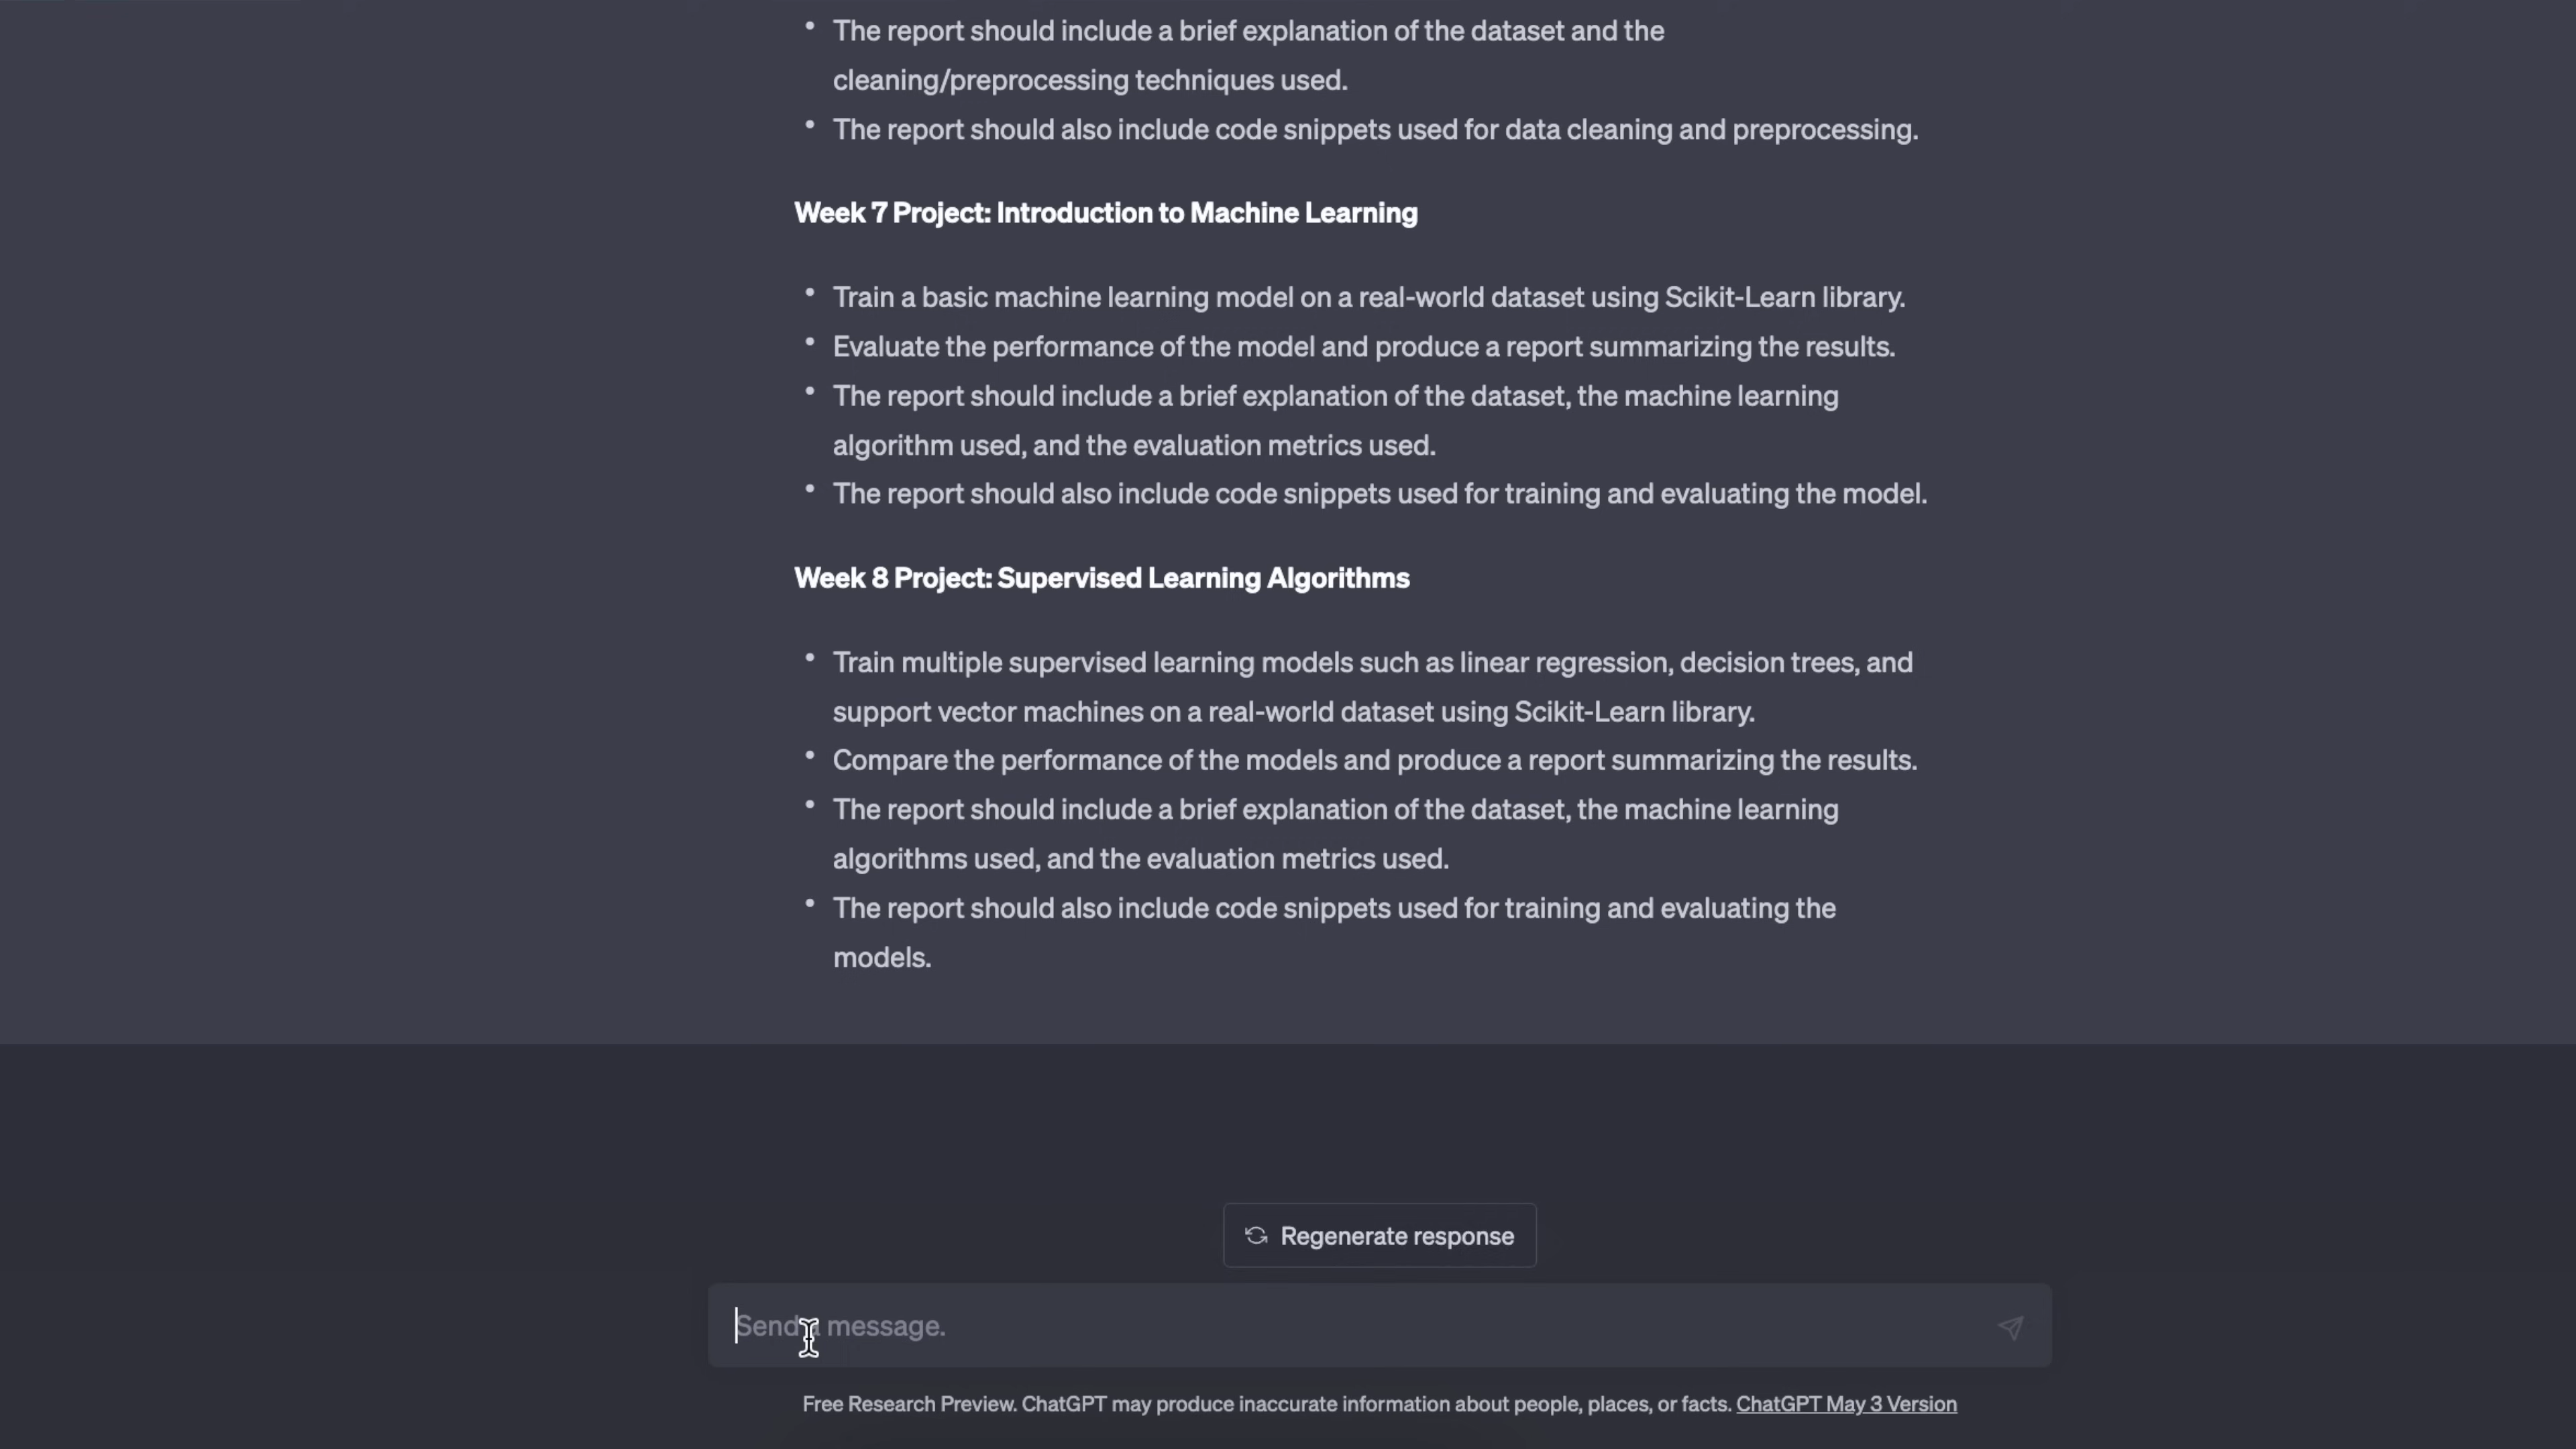 • The report should include a brief explanation of the dataset and the
cleaning/preprocessing techniques used.
• The report should also include code snippets used for data cleaning and preprocessing.
Week 7 Project: Introduction to Machine Learning
• Train a basic machine learning model on a real-world dataset using Scikit-Learn library.
• Evaluate the performance of the model and produce a report summarizing the results.
• The report should include a brief explanation of the dataset, the machine learning
algorithm used, and the evaluation metrics used.
• The report should also include code snippets used for training and evaluating the model.
Week 8 Project: Supervised Learning Algorithms
• Train multiple supervised learning models such as linear regression, decision trees, and
support vector machines on a real-world dataset using Scikit-Learn library.
• Compare the performance of the models and produce a report summarizing the results.
• The report should include a brief explanation of the dataset, the machine learning
algorithms used, and the evaluation metrics used.
• The report should also include code snippets used for training and evaluating the
models.
Regenerate response
Send a message.
Free Research Preview. ChatGPT may produce inaccurate information about people, places, or facts. ChatGPT May 3 Version